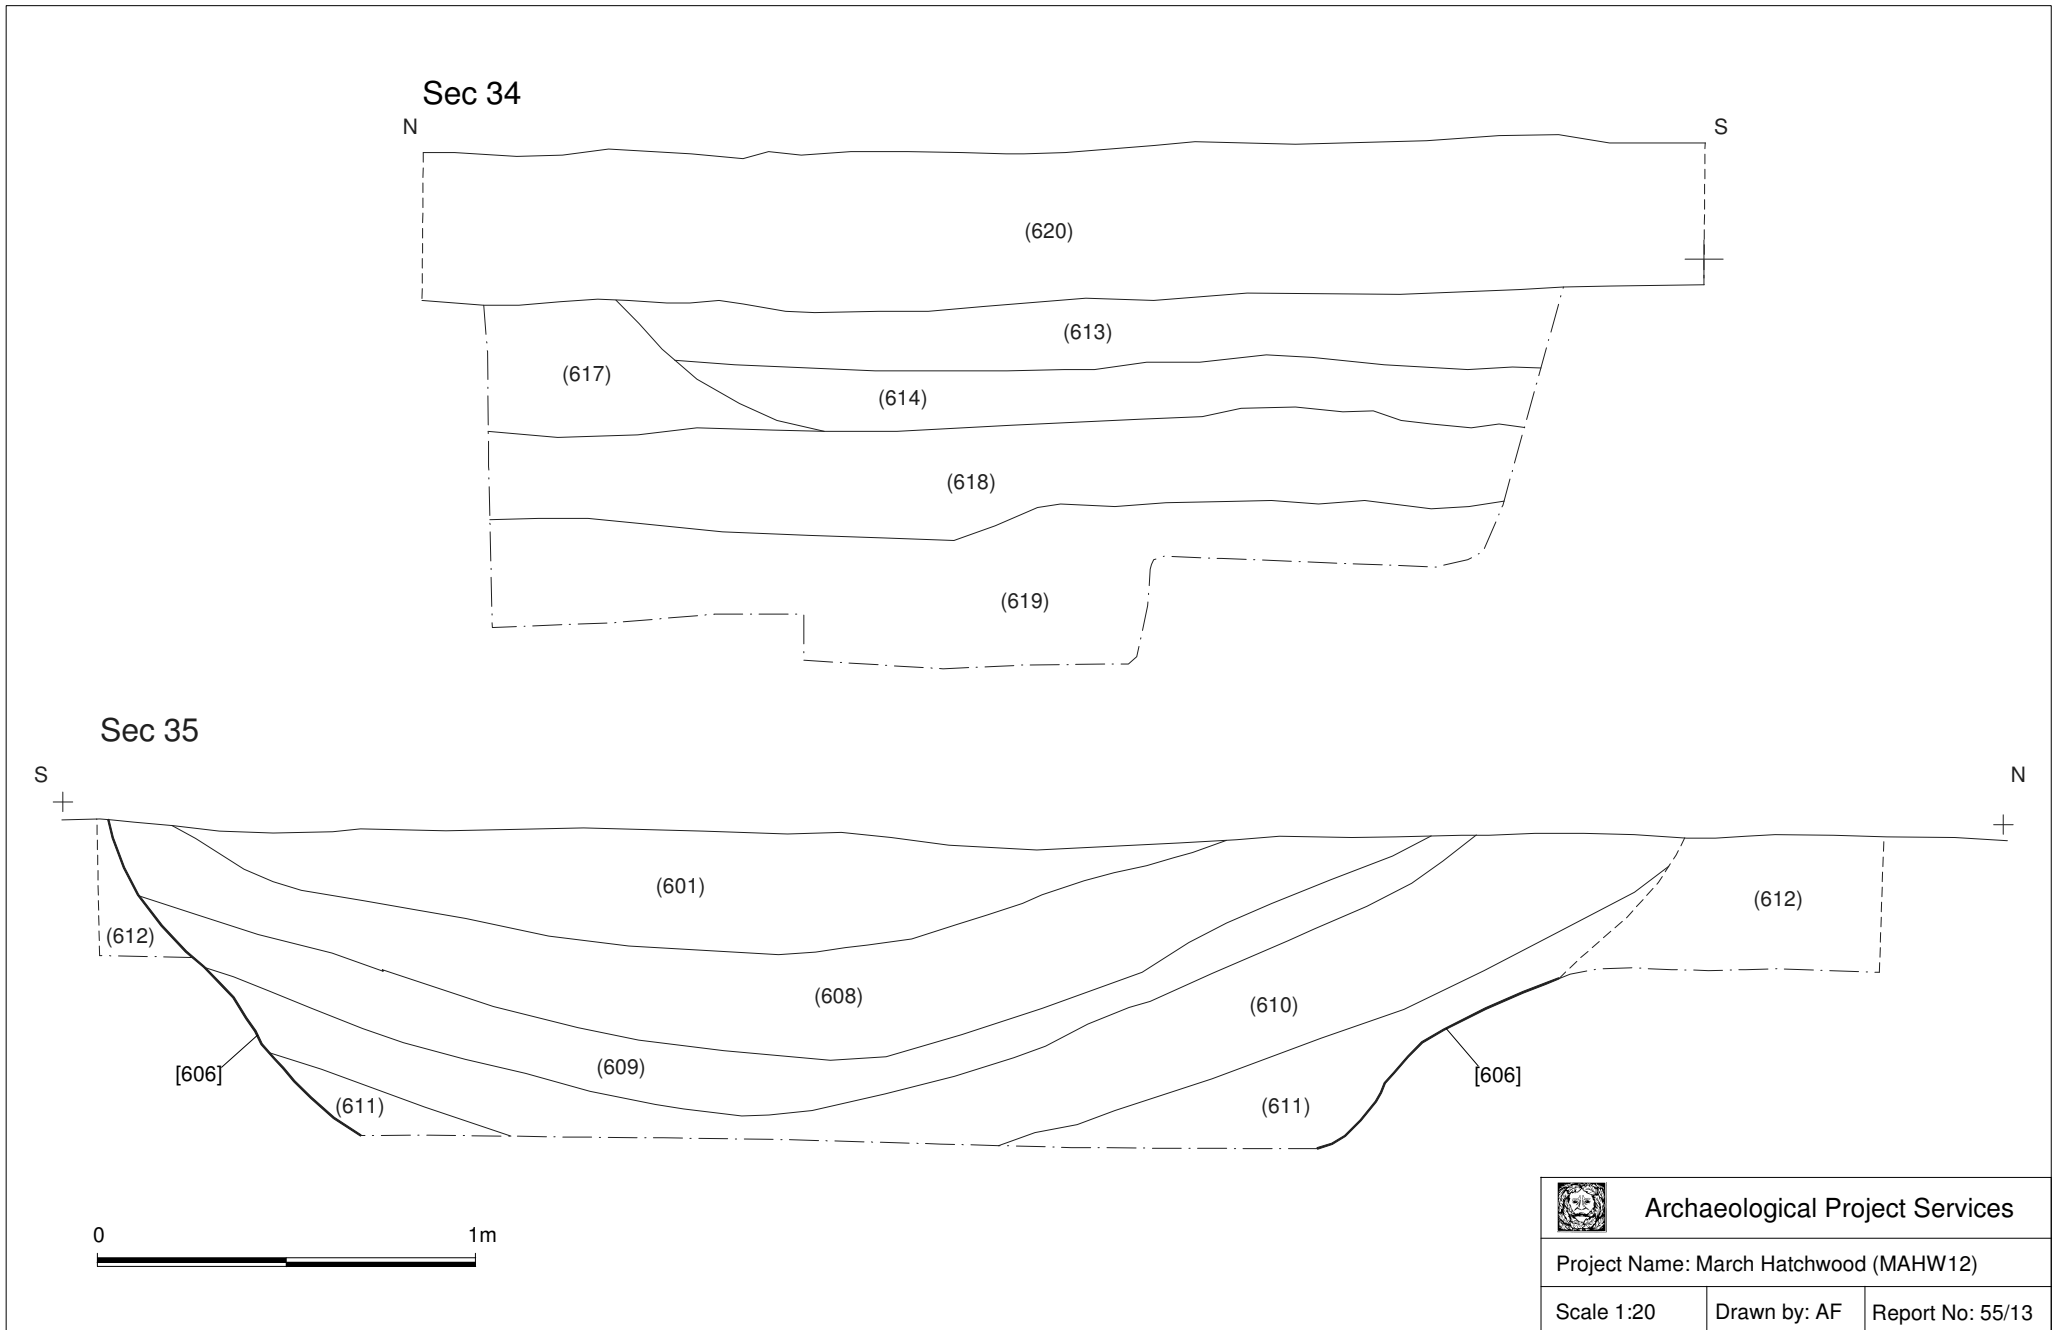 Sec 34
N
S
(620)
(613)
(617)
(614)
(618)
(619)
Sec 35
S
N
(601)
(612)
(612)
(608)
(610)
(609)
[606]
[606]
(611)
(611)
0 1m
Archaeological Project Services
Project Name: March Hatchwood (MAHW12)
Scale 1:20 Drawn by: AF Report No: 55/13